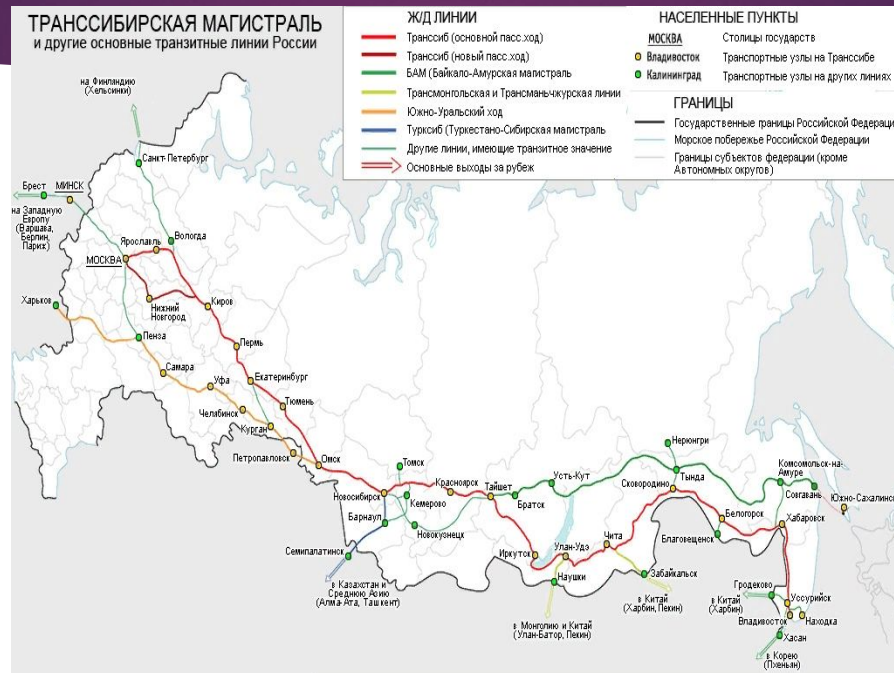 ТРАНССИБИРСКАЯ МАГИСТРАЛЬ
и другие основные транзитные линии России
Ж/Д ЛИНИИ
Транссиб (основной пасс.ход)
Транссиб (новый пасс.ход)
БАМ (Байкало-Амурская магистраль
Трансмонгольская и Трансманьчжурская линии
Южно-Уральский ход
Турксиб (Туркестано-Сибирская магистраль
Другие линии, имеющие транзитное значение
Основные выходы за рубеж
НАСЕЛЕННЫЕ ПУНКТЫ
МОСКВА Столицы государств
Владивосток Транспортные узлы на Транссибе
Калининград Транспортные узлы на других линиях
ГРАНИЦЫ
Государственные границы Российской Федераци
Морское побережье Российской Федерации
Границы субъектов федерации (кроме
Автономных округов)
на Финляндию
(Хельсинки)
Санкт-Петербург
Брест
МИНСК
на Западную
Европу
(Варшава,
Берлин,
Париж)
Ярославль
Вологда
МОСКВА
Харьков
Нижний
Новгород
Киров
Пенза
Пермь
Самара
Екатеринбург
Уфа
Тюмень
Челябинск
Курган
Петропавловск
Омск
Томск
Новосибирск
Кемерово
Красноярск
Тайшет
Братск
Усть-Кут
Нерюнгри
Тында
Сковородино
Комсомольск-на-
Амуре
Совгавань
Южно-Сахалинск
Барнаул
Новокузнецк
Семипалатинск
Иркутск
Улан-Удэ
Чита
Белогорск
Благовещенск
Хабаровск
Наушки
Забайкальск
в Казахстан и
Среднюю Азию
(Алма-Ата, Ташкент)
в Китай
(Харбин, Пекин)
в Монголию и Китай
(Улан-Батор, Пекин)
Гродеково
в Китай
(Харбин)
Уссурийск
Владивосток
Находка
Хасан
в Корею
(Пхеньян)